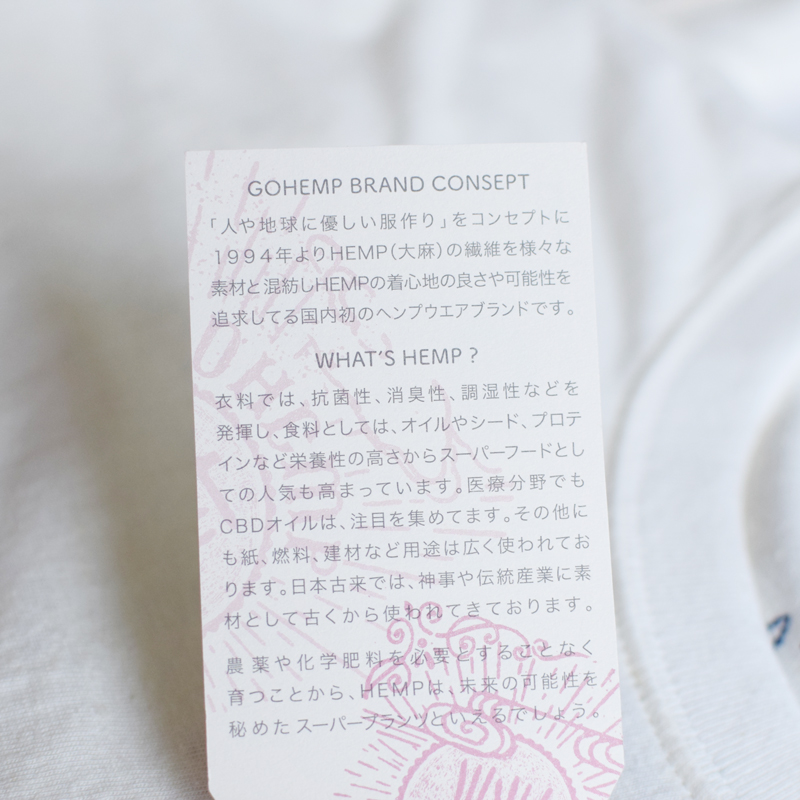 GOHEMP BRAND CONSEPT
「人や地球に優しい服作り」をコンセプトに
1994年よりHEMP(大麻)の繊維を様々な
素材と混紡しHEMPの着心地の良さや可能性を
追求してる国内初のヘンプウエアブランドです。
WHAT'S HEMP ?
衣料では、抗菌性、消臭性、調湿性などを
発揮し、食料としては、オイルやシード、プロテ
インなど栄養性の高さからスーパーフードとし
ての人気も高まっています。医療分野でも
CBDオイルは、注目を集めてます。その他に
も紙、燃料、建材など用途は広く使われてお
ります。日本古来では、神事や伝統産業に素
材として古くから使われてきております。
農薬や化学肥料を必要とすることなく
育つことから、HEMPは、未来の可能性を
秘めたスーパープランツといえるでしょう。